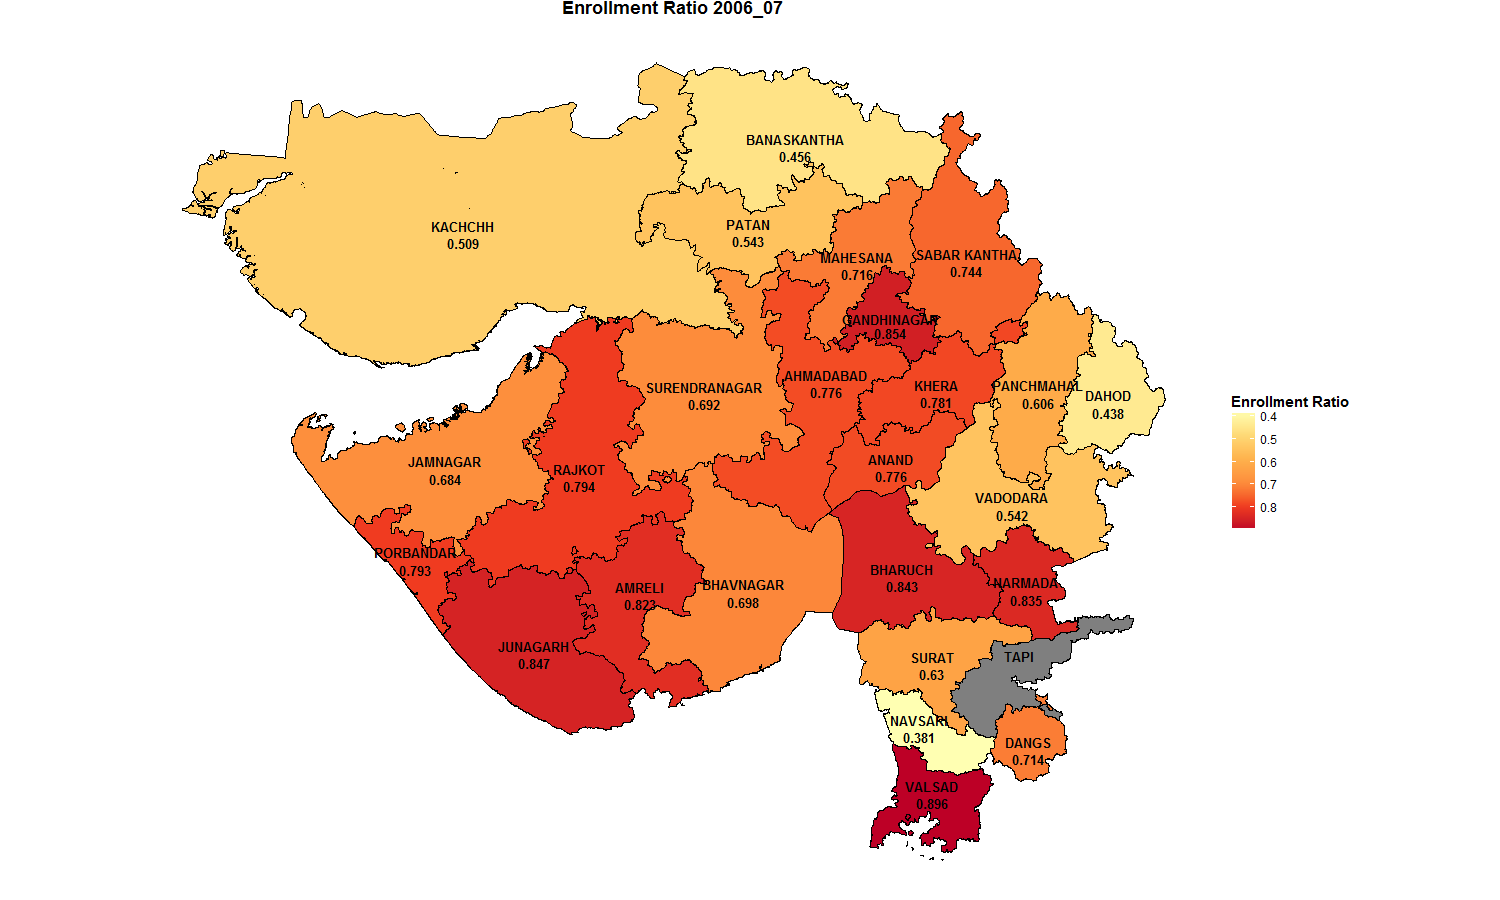 Enrollment Ratio 2006_07
BANASKANTHA
0.456
KACHCHH
0.509
PATAN
0.543
MAHESANA
0.716
SABAR KANTHA
0.744
GANDHINAGAR
0.854
SURENDRANAGAR
0.692
AHMADABAD
0.776
KHERA
0.781
PANCHMAHAL
0.606
DAHOD
0.438
JAMNAGAR
0.684
RAJKOT
0.794
ANAND
0.776
VADODARA
0.542
PORBANDAR
0.793
AMRELI
0.823
BHAVNAGAR
0.698
BHARUCH
0.843
NARMADA
0.835
JUNAGARH
0.847
SURAT
0.63
TAPI
NAVSARI
0.381
DANGS
0.714
VALSAD
0.896
Enrollment Ratio
0.4
0.5
0.6
0.7
0.8